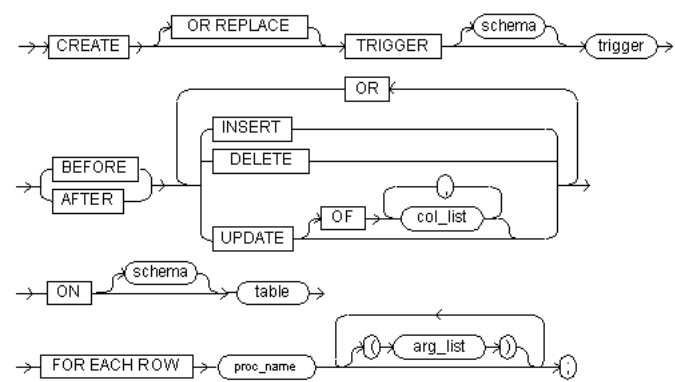 OR REPLACE schema
CREATE TRIGGER trigger
OR
INSERT
BEFORE DELETE
AFTER
,
OF col_list
UPDATE
schema
ON table
FOR EACH ROW proc_name ( arg_list ) ;